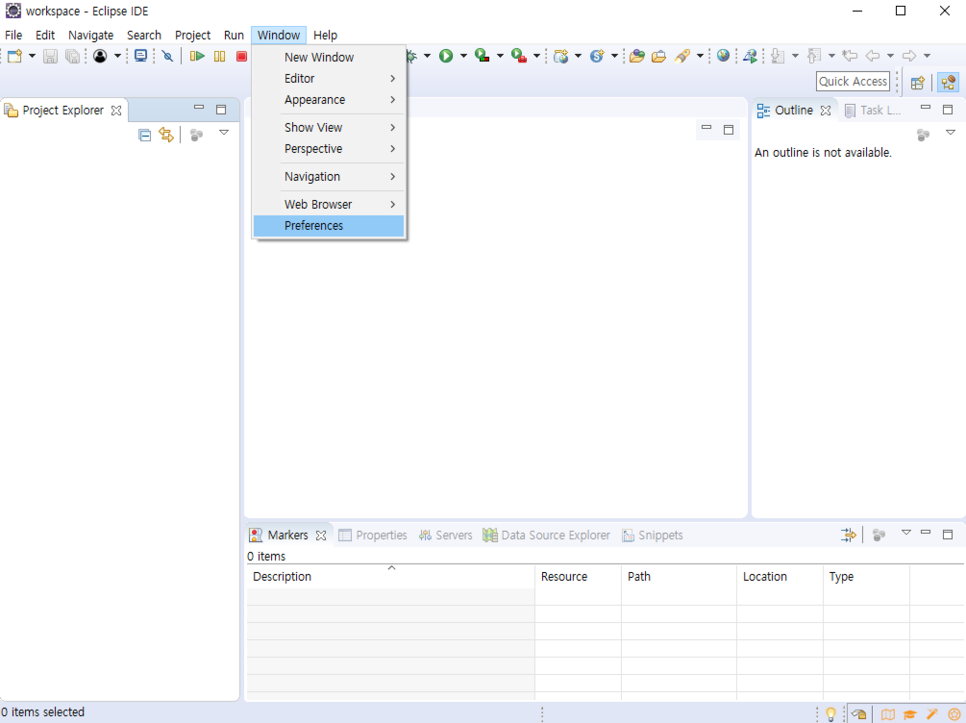 workspace - Eclipse IDE
File Edit Navigate Search Project Run Window Help
New Window
Editor
Appearance
Show View
Perspective
Navigation
Web Browser
Preferences
Quick Access
Project Explorer
Outline Task L...
An outline is not available.
Markers Properties Servers Data Source Explorer Snippets
0 items
Description Resource Path Location Type
0 items selected